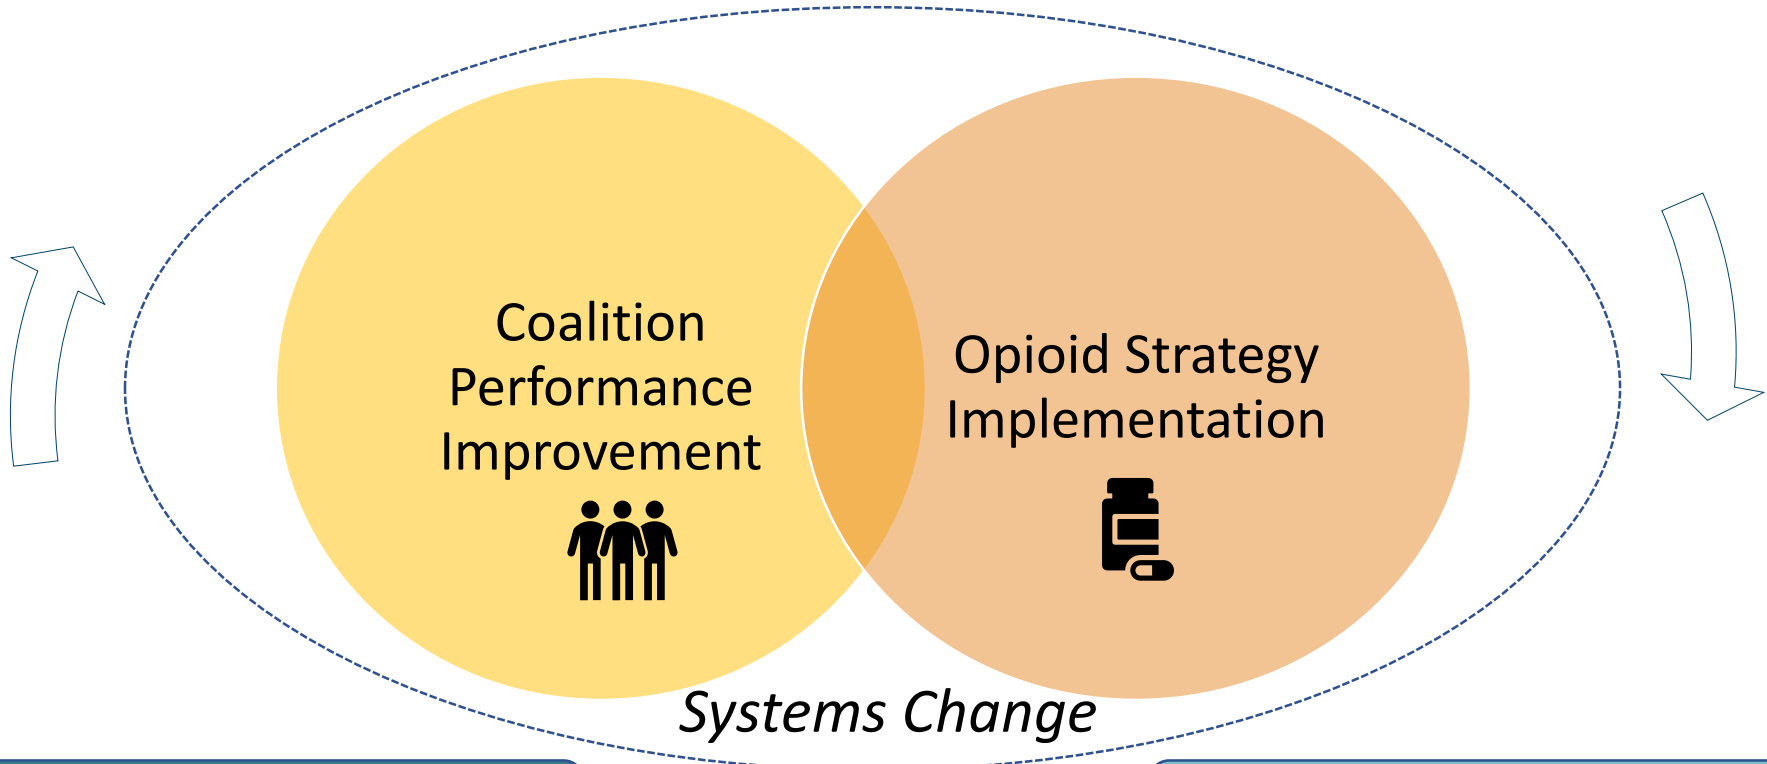 Coalition
Performance
Improvement
Opioid Strategy
Implementation
Systems Change